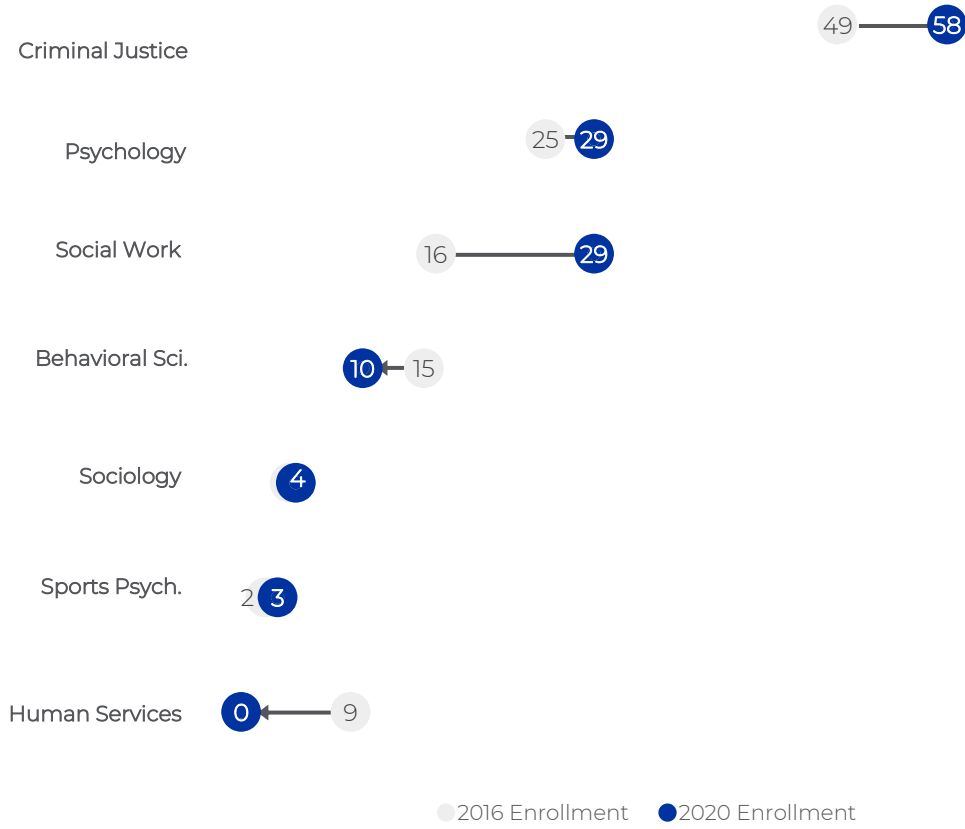 49 58
Criminal Justice
25 29
Psychology
Social Work
16 29
Behavioral Sci.
10 15
Sociology
4
Sports Psych.
2 3
Human Services
0 9
2016 Enrollment 2020 Enrollment